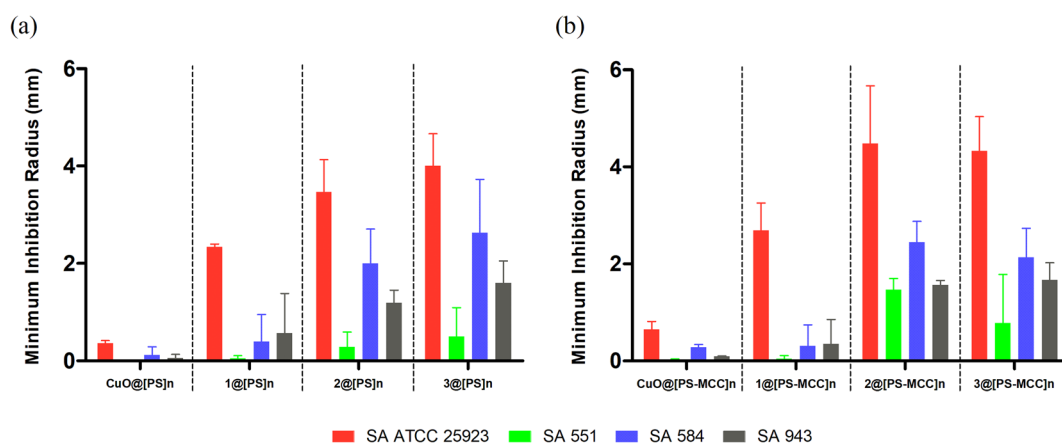 (a)
Minimum Inhibition Radius (mm)
6
4
2
0
CuO@[PS]n
1@[PS]n
2@[PS]n
3@[PS]n
(b)
Minimum Inhibition Radius (mm)
6
4
2
0
CuO@[PS-MCC]n
1@[PS-MCC]n
2@[PS-MCC]n
3@[PS-MCC]n
SA ATCC 25923
SA 551
SA 584
SA 943